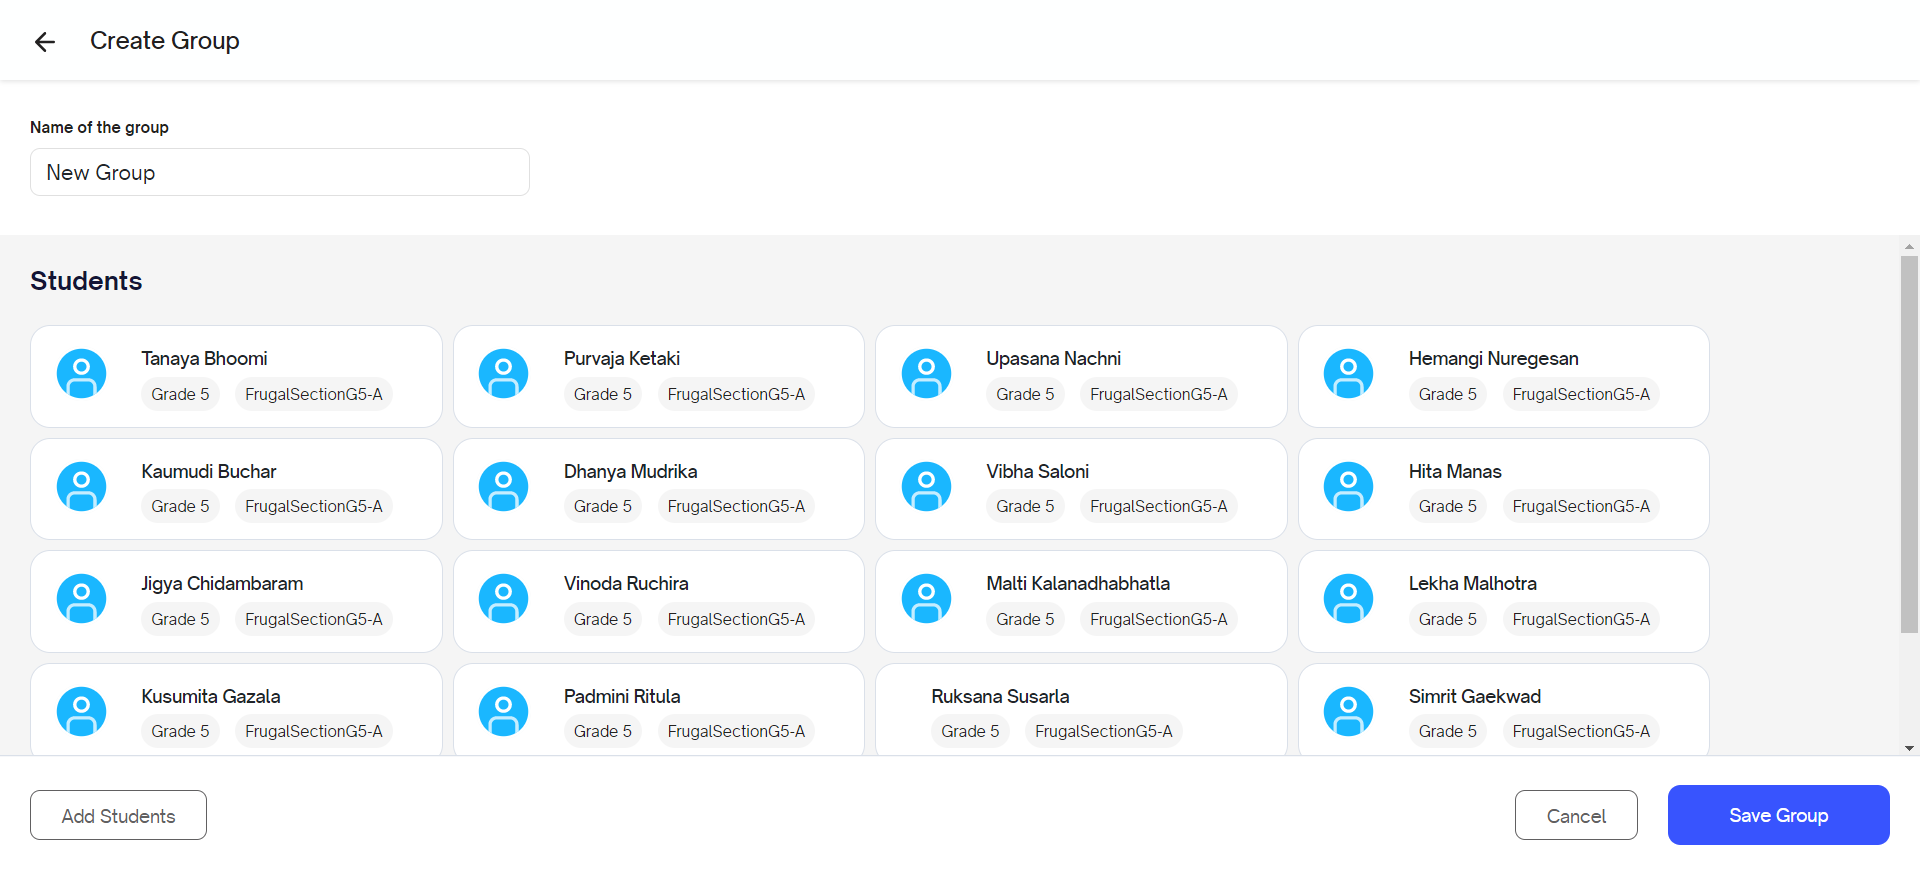 Create Group
Name of the group
New Group
Students
Tanaya Bhoomi
Grade 5 FrugalSectionG5-A
Purvaja Ketaki
Grade 5 FrugalSectionG5-A
Upasana Nachni
Grade 5 FrugalSectionG5-A
Hemangi Nuregesan
Grade 5 FrugalSectionG5-A
Kaumudi Buchar
Grade 5 FrugalSectionG5-A
Dhanya Mudrika
Grade 5 FrugalSectionG5-A
Vibha Saloni
Grade 5 FrugalSectionG5-A
Hita Manas
Grade 5 FrugalSectionG5-A
Jigya Chidambaram
Grade 5 FrugalSectionG5-A
Vinoda Ruchira
Grade 5 FrugalSectionG5-A
Malti Kalanadhabhatla
Grade 5 FrugalSectionG5-A
Lekha Malhotra
Grade 5 FrugalSectionG5-A
Kusumita Gazala
Grade 5 FrugalSectionG5-A
Padmini Ritula
Grade 5 FrugalSectionG5-A
Ruksana Susarla
Grade 5 FrugalSectionG5-A
Simrit Gaekwad
Grade 5 FrugalSectionG5-A
Add Students
Cancel
Save Group